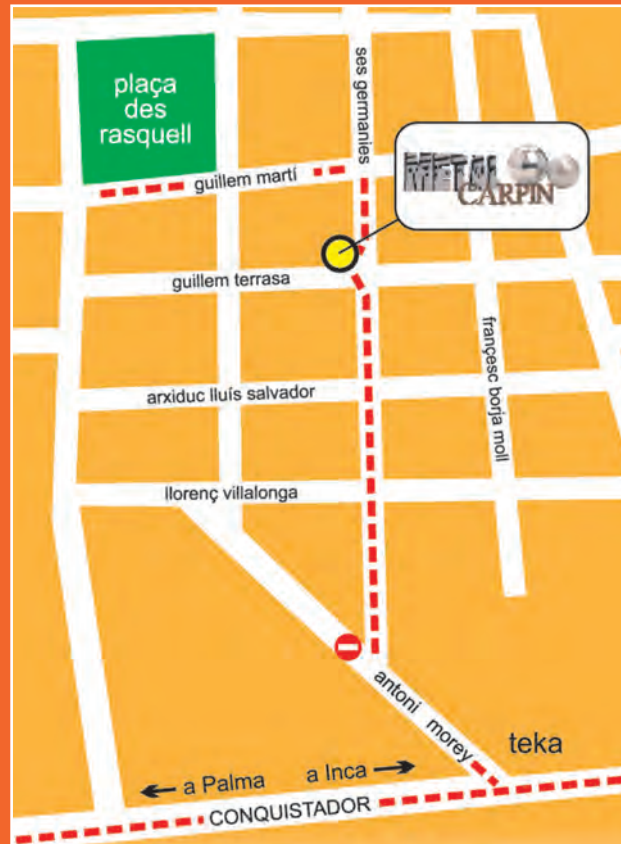 plaça
des
rasquell
ses germanies
guillem martí
METAL
CARPIN
guillem terrasa
françesc borja moll
arxiduc lluís salvador
llorenç villalonga
antoni morey
teka
← a Palma a Inca →
CONQUISTADOR